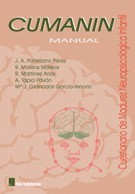 CUMANIN
MANUAL
J. A. Portellano Pérez
R. Mateos Mateos
R. Martínez Arias
A. Tapia Pavón
Mª. J. Granados García-Tenorio
Cuestionario de Madurez Neuropsicológica Infantil